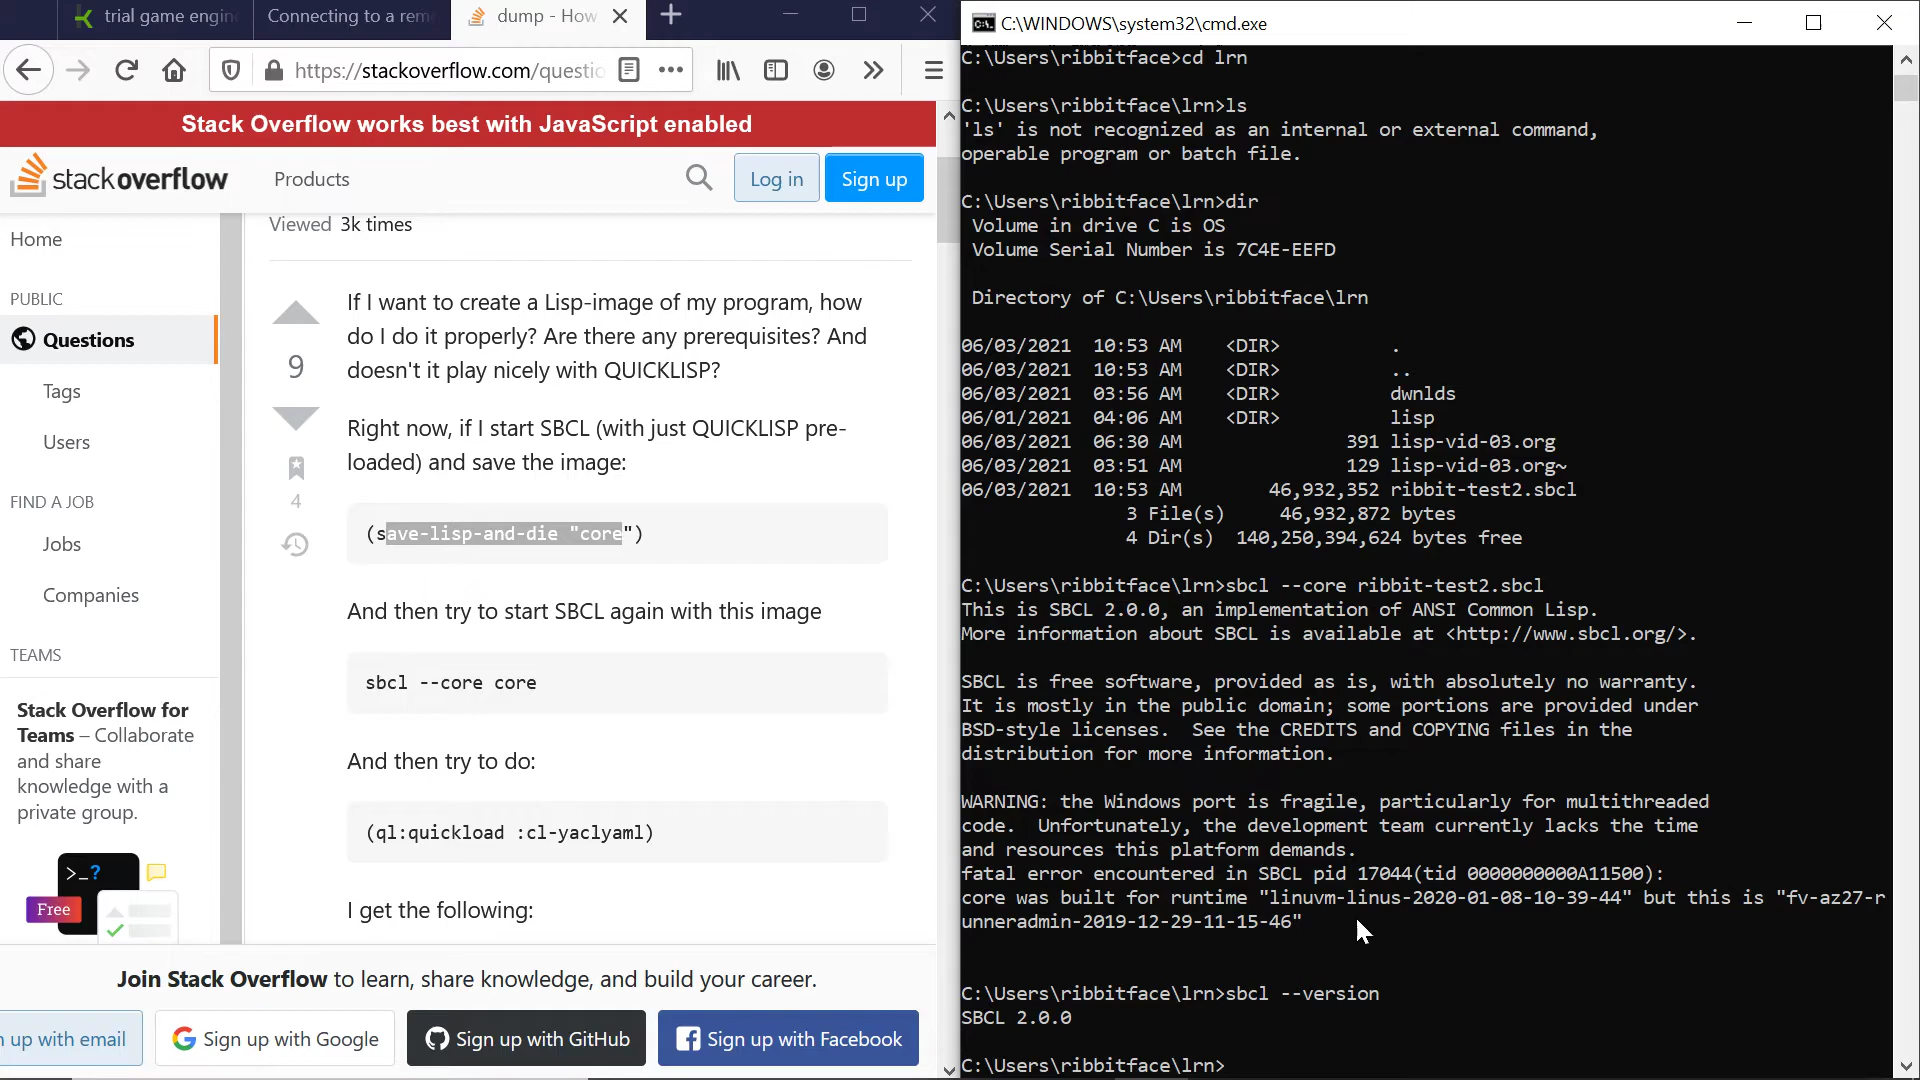 trial game engin
Connecting to a rem
dump - How
https://stackoverflow.com/questio
Stack Overflow works best with JavaScript enabled
stackoverflow
Products
Log in
Sign up
Home
PUBLIC
Questions
Tags
Users
FIND A JOB
Jobs
Companies
TEAMS
Stack Overflow for
Teams – Collaborate
and share
knowledge with a
private group.
>_?
Free
Viewed 3k times
9
4
If I want to create a Lisp-image of my program, how
do I do it properly? Are there any prerequisites? And
doesn't it play nicely with QUICKLISP?
Right now, if I start SBCL (with just QUICKLISP pre-
loaded) and save the image:
(save-lisp-and-die "core")
And then try to start SBCL again with this image
sbcl --core core
And then try to do:
(ql:quickload :cl-yaclyaml)
I get the following:
Join Stack Overflow to learn, share knowledge, and build your career.
n up with email
Sign up with Google
Sign up with GitHub
Sign up with Facebook
C:\WINDOWS\system32\cmd.exe
C:\Users\ribbitface>cd lrn
C:\Users\ribbitface\lrn>ls
'ls' is not recognized as an internal or external command,
operable program or batch file.
C:\Users\ribbitface\lrn>dir
Volume in drive C is OS
Volume Serial Number is 7C4E-EEFD
Directory of C:\Users\ribbitface\lrn
06/03/2021  10:53 AM    <DIR>          .
06/03/2021  10:53 AM    <DIR>          ..
06/03/2021  03:56 AM    <DIR>          dwnlds
06/01/2021  04:06 AM    <DIR>          lisp
06/03/2021  06:30 AM               391 lisp-vid-03.org
06/03/2021  03:51 AM               129 lisp-vid-03.org~
06/03/2021  10:53 AM        46,932,352 ribbit-test2.sbcl
3 File(s)     46,932,872 bytes
4 Dir(s)  140,250,394,624 bytes free
C:\Users\ribbitface\lrn>sbcl --core ribbit-test2.sbcl
This is SBCL 2.0.0, an implementation of ANSI Common Lisp.
More information about SBCL is available at <http://www.sbcl.org/>.
SBCL is free software, provided as is, with absolutely no warranty.
It is mostly in the public domain; some portions are provided under
BSD-style licenses.  See the CREDITS and COPYING files in the
distribution for more information.
WARNING: the Windows port is fragile, particularly for multithreaded
code.  Unfortunately, the development team currently lacks the time
and resources this platform demands.
fatal error encountered in SBCL pid 17044(tid 0000000000A11500):
core was built for runtime "linuvm-linus-2020-01-08-10-39-44" but this is "fv-az27-r
unneradmin-2019-12-29-11-15-46"
C:\Users\ribbitface\lrn>sbcl --version
SBCL 2.0.0
C:\Users\ribbitface\lrn>